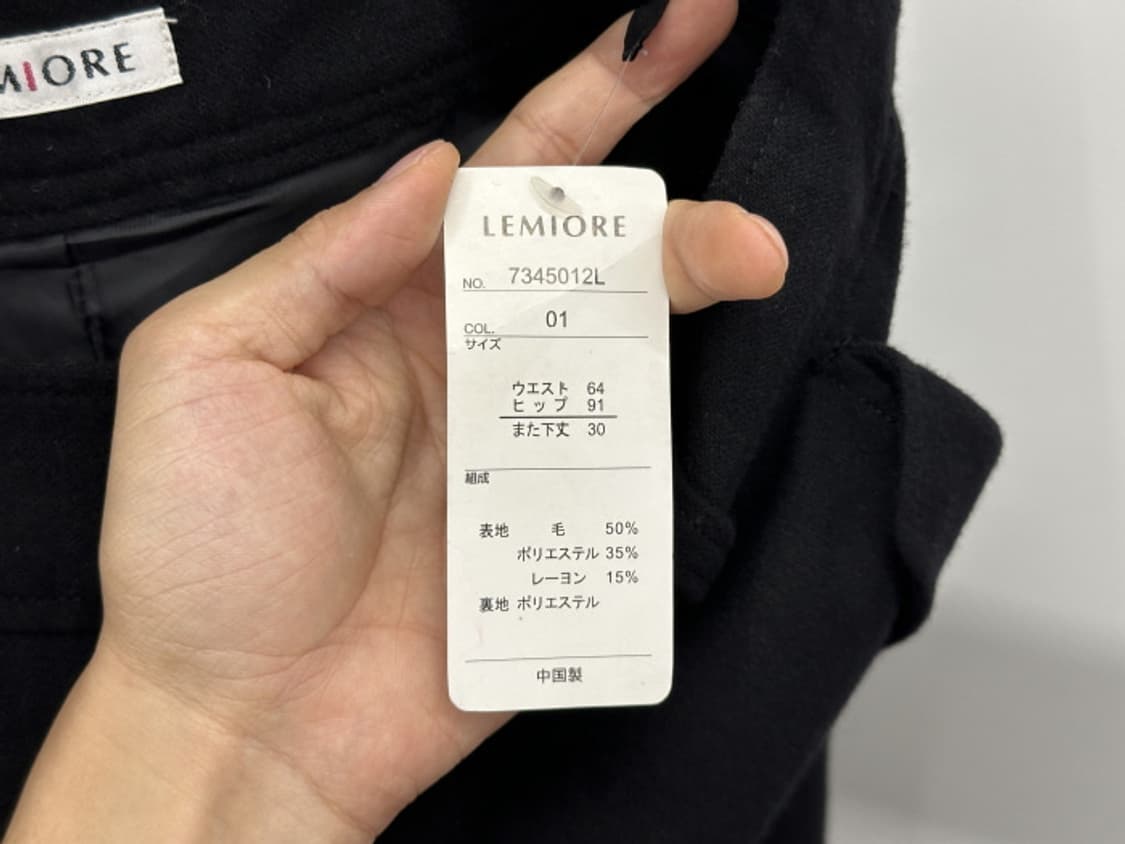 MIORE
LEMIORE
NO. 7345012L
COL. 01
サイズ
ウエスト 64
ヒップ 91
また下丈 30
組成
表地 毛 50%
ポリエステル 35%
レーヨン 15%
裏地 ポリエステル
中国製